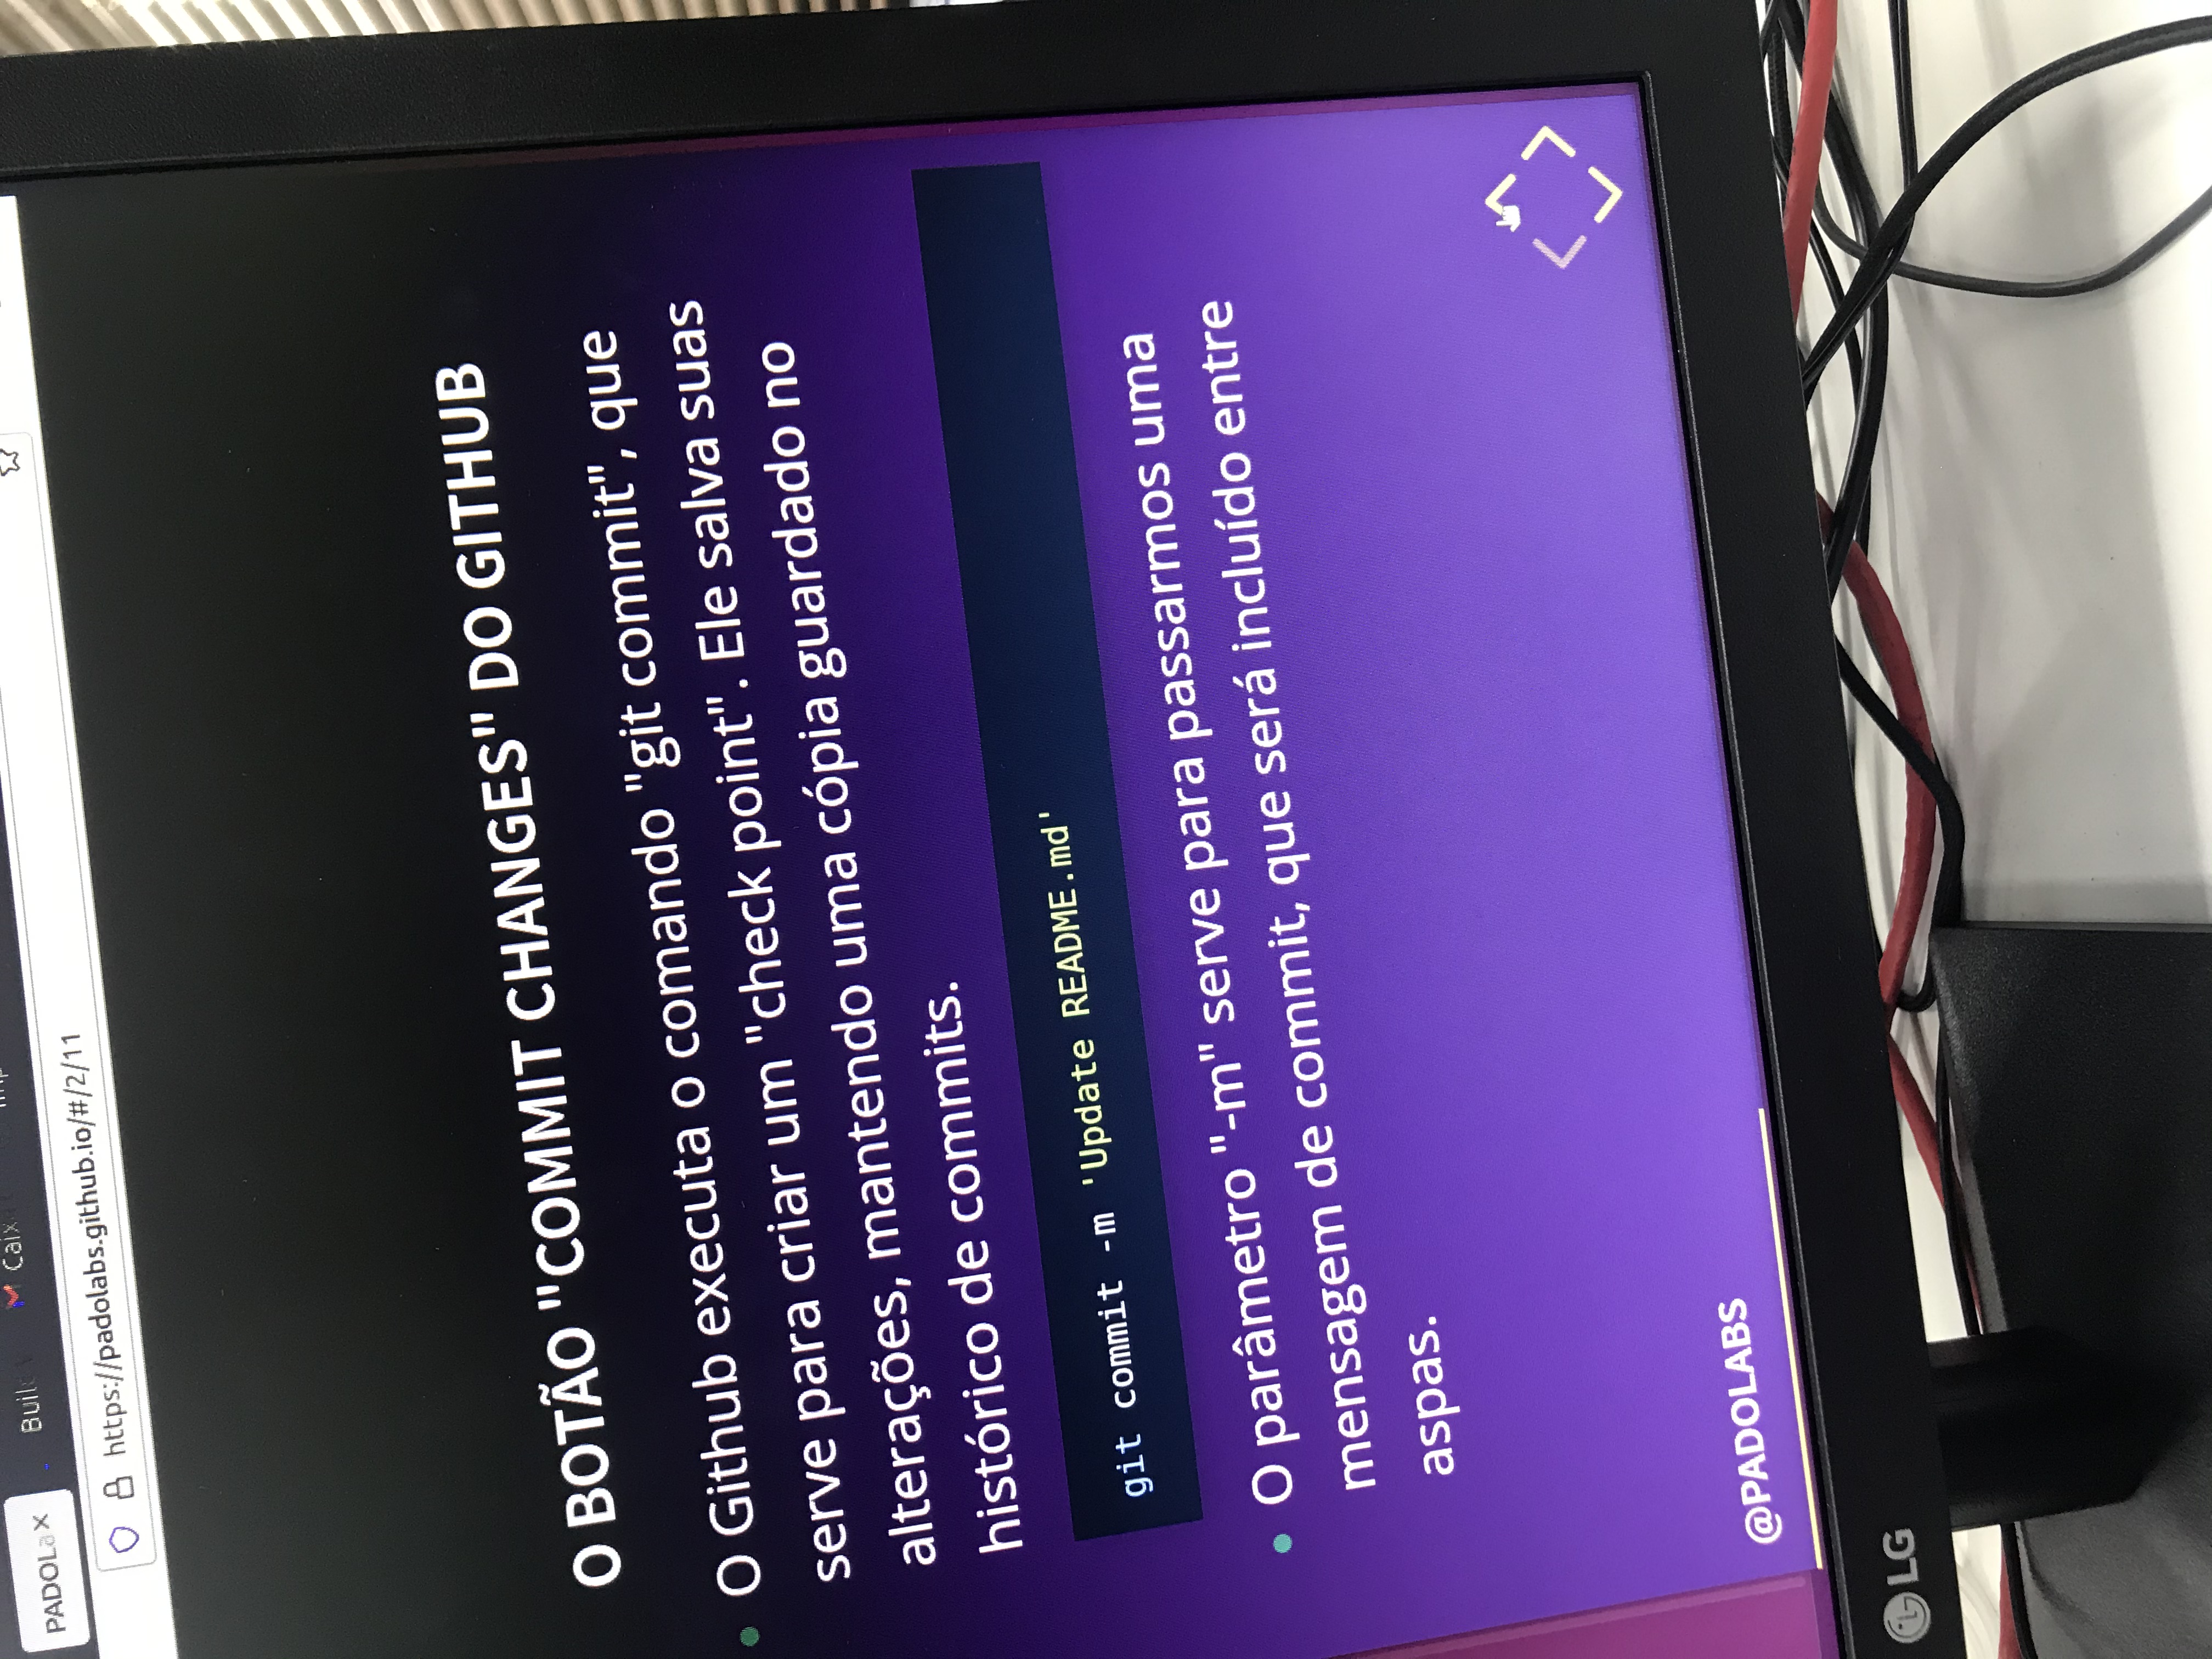 PADOLa
Buil
Caix
https://padolabs.github.io/#/2/11
O BOTÃO "COMMIT CHANGES" DO GITHUB
O Github executa o comando "git commit", que
serve para criar um "check point". Ele salva suas
alterações, mantendo uma cópia guardado no
histórico de commits.
git commit -m 'Update README.md'
O parâmetro "-m" serve para passarmos uma
mensagem de commit, que será incluído entre
aspas.
@PADOLABS
LG